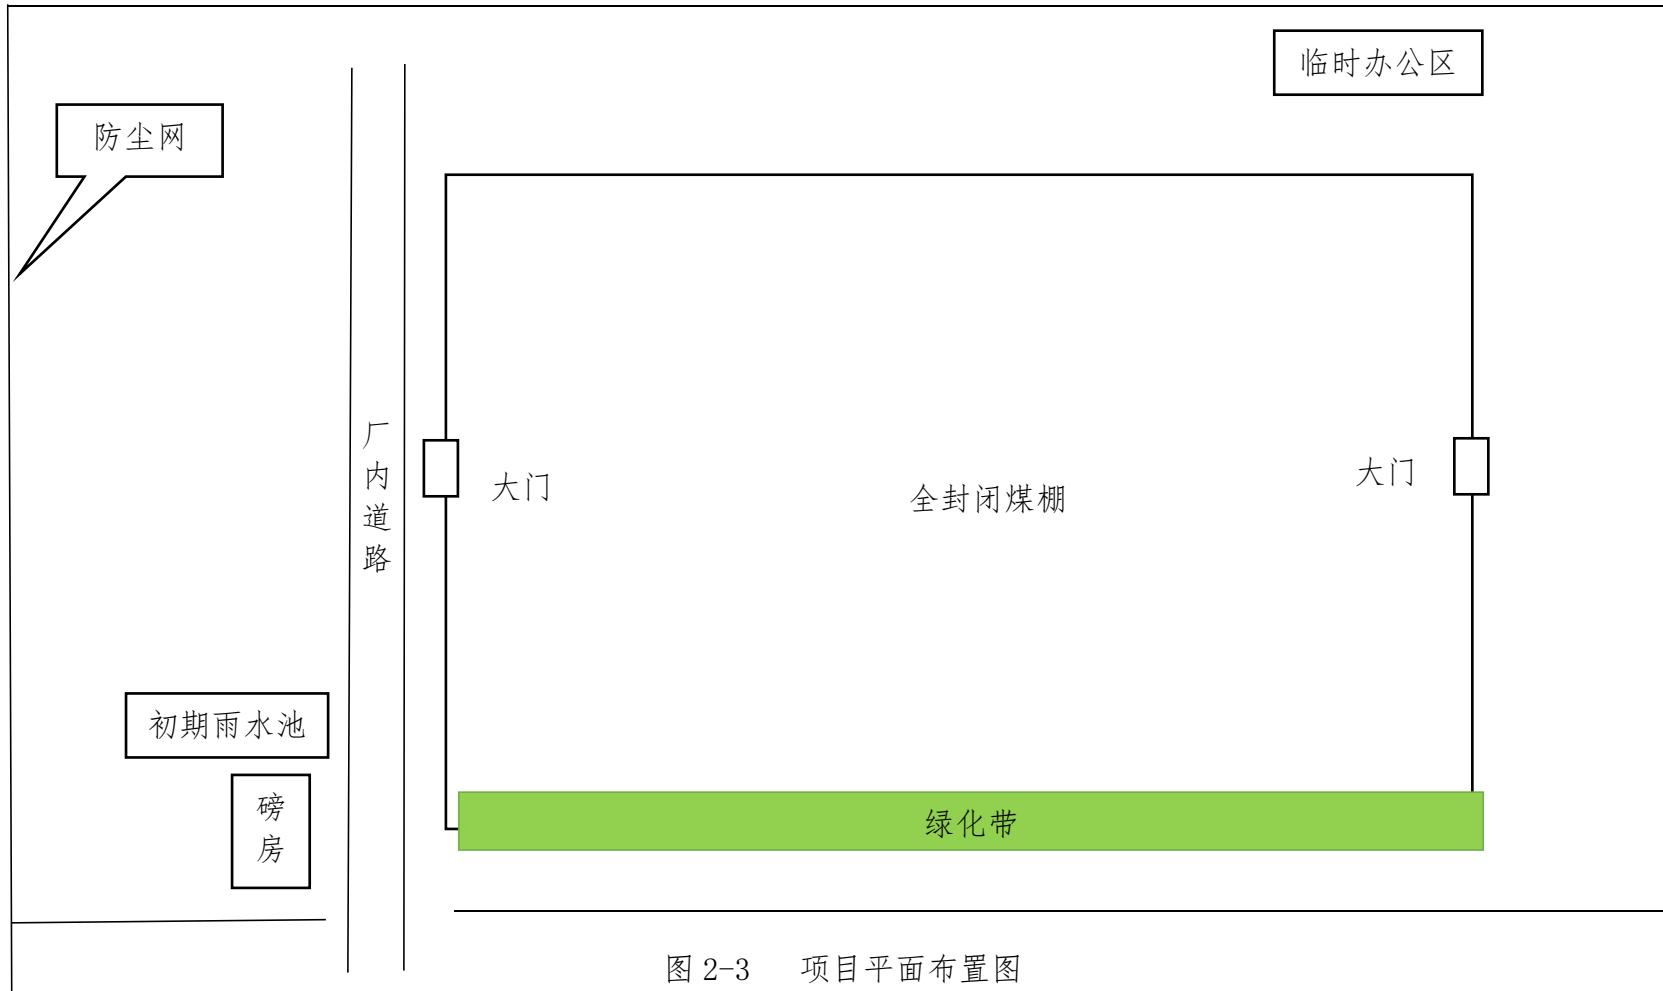 临时办公区
防尘网
厂内道路
大门
大门
全封闭煤棚
初期雨水池
磅房
绿化带
图 2-3 项目平面布置图